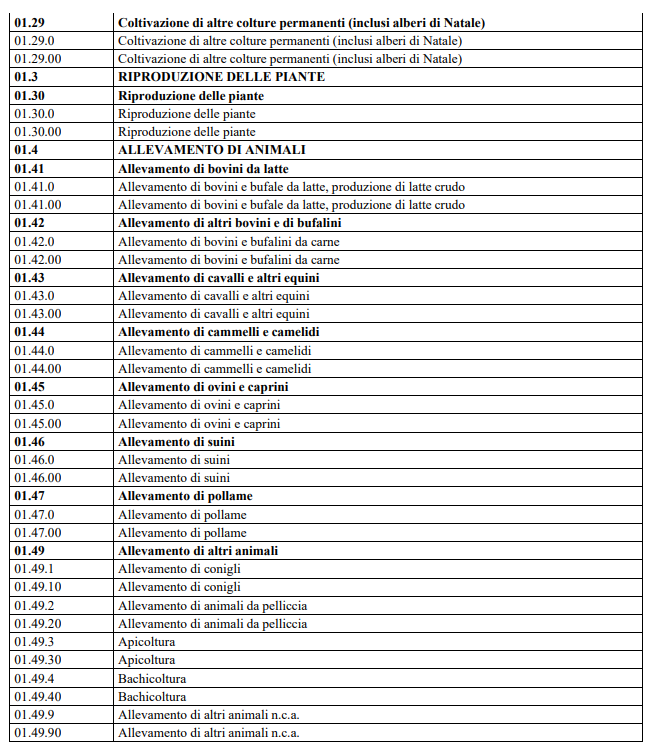 01.29 Coltivazione di altre colture permanenti (inclusi alberi di Natale)
01.29.0 Coltivazione di altre colture permanenti (inclusi alberi di Natale)
01.29.00 Coltivazione di altre colture permanenti (inclusi alberi di Natale)
01.3 RIPRODUZIONE DELLE PIANTE
01.30 Riproduzione delle piante
01.30.0 Riproduzione delle piante
01.30.00 Riproduzione delle piante
01.4 ALLEVAMENTO DI ANIMALI
01.41 Allevamento di bovini da latte
01.41.0 Allevamento di bovini e bufale da latte, produzione di latte crudo
01.41.00 Allevamento di bovini e bufale da latte, produzione di latte crudo
01.42 Allevamento di altri bovini e di bufalini
01.42.0 Allevamento di bovini e bufalini da carne
01.42.00 Allevamento di bovini e bufalini da carne
01.43 Allevamento di cavalli e altri equini
01.43.0 Allevamento di cavalli e altri equini
01.43.00 Allevamento di cavalli e altri equini
01.44 Allevamento di cammelli e camelidi
01.44.0 Allevamento di cammelli e camelidi
01.44.00 Allevamento di cammelli e camelidi
01.45 Allevamento di ovini e caprini
01.45.0 Allevamento di ovini e caprini
01.45.00 Allevamento di ovini e caprini
01.46 Allevamento di suini
01.46.0 Allevamento di suini
01.46.00 Allevamento di suini
01.47 Allevamento di pollame
01.47.0 Allevamento di pollame
01.47.00 Allevamento di pollame
01.49 Allevamento di altri animali
01.49.1 Allevamento di conigli
01.49.10 Allevamento di conigli
01.49.2 Allevamento di animali da pelliccia
01.49.20 Allevamento di animali da pelliccia
01.49.3 Apicoltura
01.49.30 Apicoltura
01.49.4 Bachicoltura
01.49.40 Bachicoltura
01.49.9 Allevamento di altri animali n.c.a.
01.49.90 Allevamento di altri animali n.c.a.